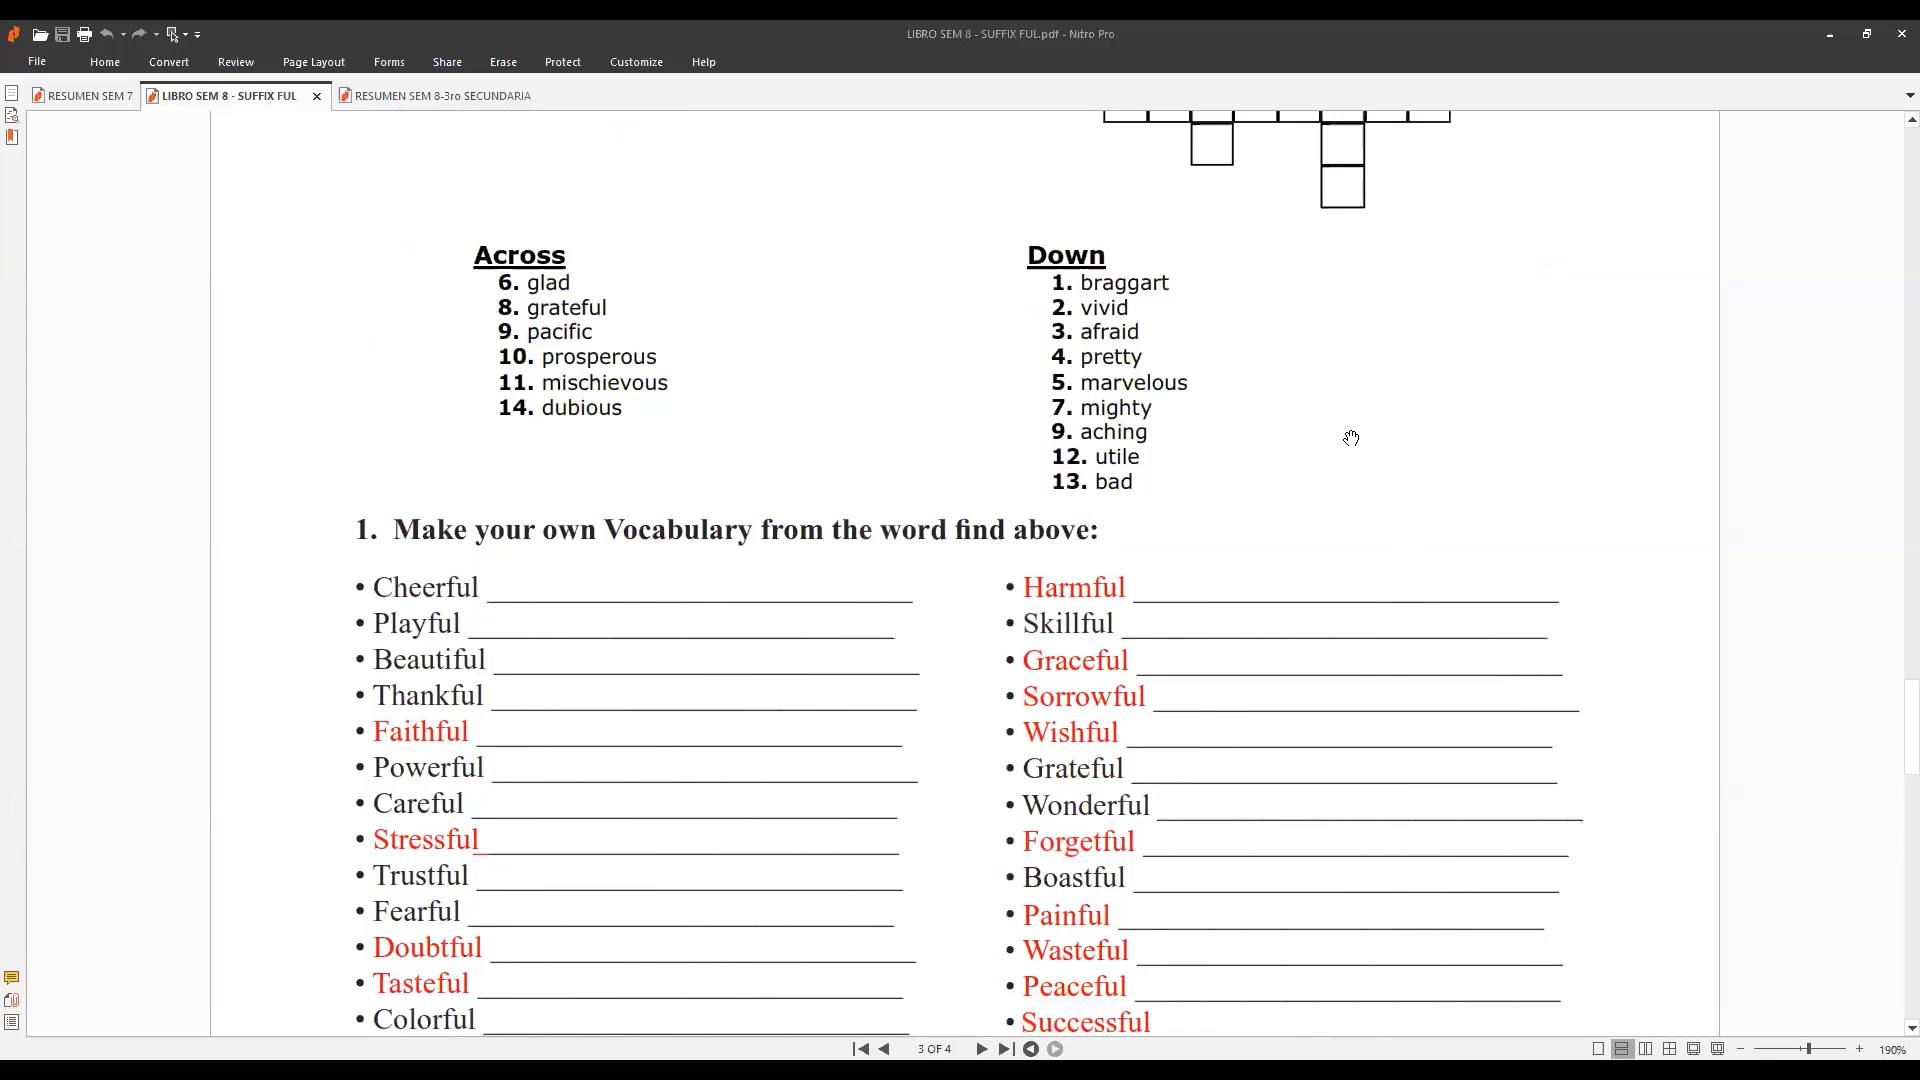 LIBRO SEM 8 - SUFFIX FUL.pdf - Nitro Pro
File Home Convert Review Page Layout Forms Share Erase Protect Customize Help
RESUMEN SEM 7 LIBRO SEM 8 - SUFFIX FUL RESUMEN SEM 8-3ro SECUNDARIA
Across
6. glad
8. grateful
9. pacific
10. prosperous
11. mischievous
14. dubious
Down
1. braggart
2. vivid
3. afraid
4. pretty
5. marvelous
7. mighty
9. aching
12. utile
13. bad
1. Make your own Vocabulary from the word find above:
• Cheerful
• Playful
• Beautiful
• Thankful
• Faithful
• Powerful
• Careful
• Stressful
• Trustful
• Fearful
• Doubtful
• Tasteful
• Colorful
• Harmful
• Skillful
• Graceful
• Sorrowful
• Wishful
• Grateful
• Wonderful
• Forgetful
• Boastful
• Painful
• Wasteful
• Peaceful
• Successful
3 OF 4
190%